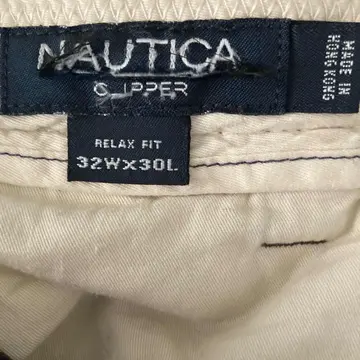 NAUTICA
CLIPPER
MADE IN
HONG KONG
RELAX FIT
32W×30L